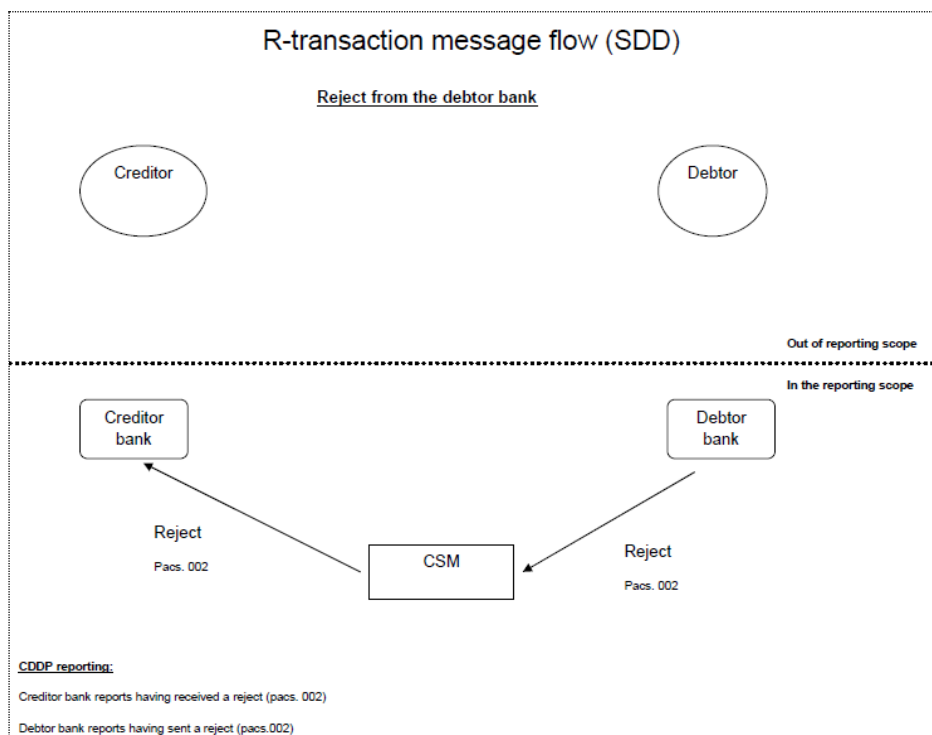 R-transaction message flow (SDD)
Reject from the debtor bank
Creditor
Debtor
Out of reporting scope
In the reporting scope
Creditor
bank
Debtor
bank
Reject
Pacs. 002
CSM
Reject
Pacs. 002
CDDP reporting:
Creditor bank reports having received a reject (pacs. 002)
Debtor bank reports having sent a reject (pacs.002)